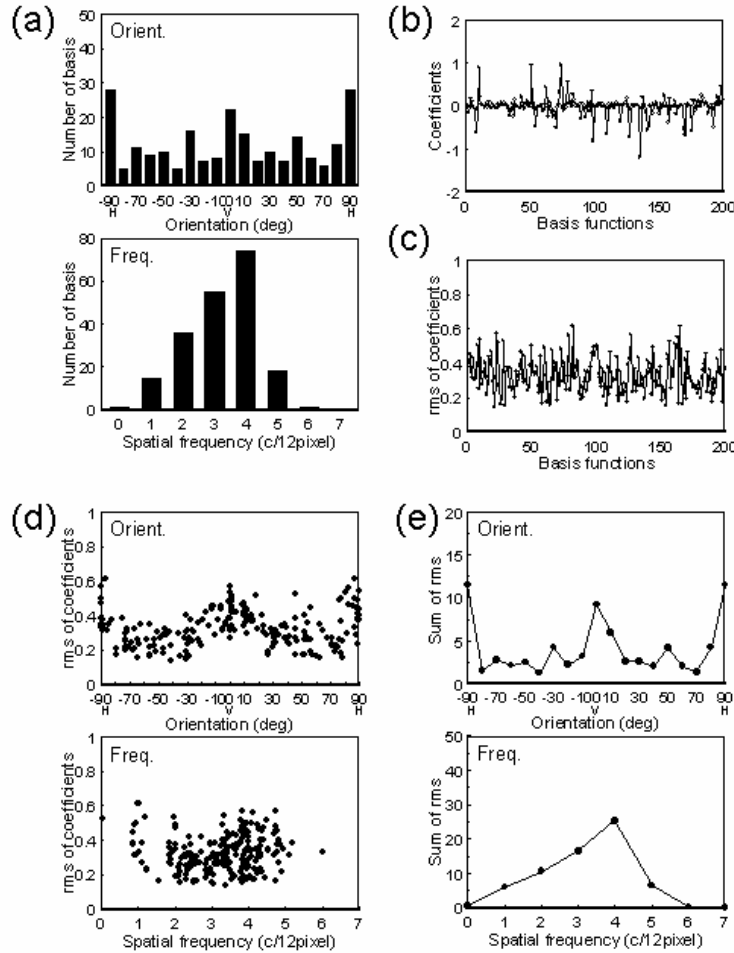 (a)
50
40
30
20
10
0
Number of basis
Orient.
-90 -70 -50 -30 -100 10 30 50 70 90
H V H
Orientation (deg)
80
60
40
20
0
Number of basis
Freq.
0 1 2 3 4 5 6 7
Spatial frequency (c/12pixel)
(b)
2
1
0
-1
-2
Coefficients
0 50 100 150 200
Basis functions
(c)
1
0.8
0.6
0.4
0.2
0
rms of coefficients
0 50 100 150 200
Basis functions
(d)
1
0.8
0.6
0.4
0.2
0
rms of coefficients
Orient.
-90 -70 -50 -30 -100 10 30 50 70 90
H V H
Orientation (deg)
1
0.8
0.6
0.4
0.2
0
rms of coefficients
Freq.
0 1 2 3 4 5 6 7
Spatial frequency (c/12pixel)
(e)
20
15
10
5
0
Sum of rms
Orient.
-90 -70 -50 -30 -100 10 30 50 70 90
H V H
Orientation (deg)
50
40
30
20
10
0
Sum of rms
Freq.
0 1 2 3 4 5 6 7
Spatial frequency (c/12pixel)